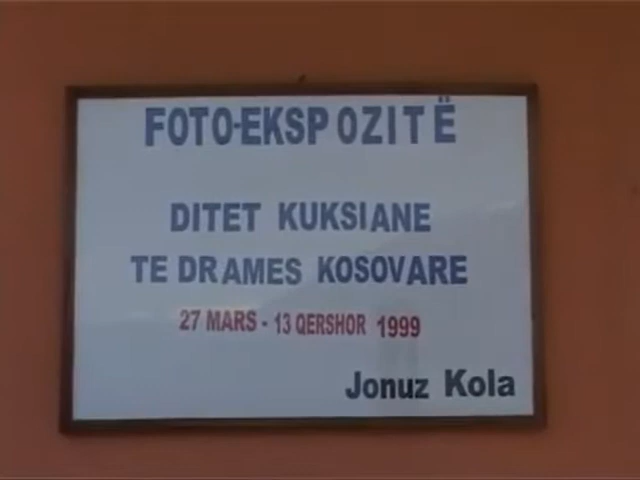 FOTO-EKSPOZITË
DITET KUKSIANE
TE DRAMES KOSOVARE
27 MARS - 13 QERSHOR 1999
Jonuz Kola